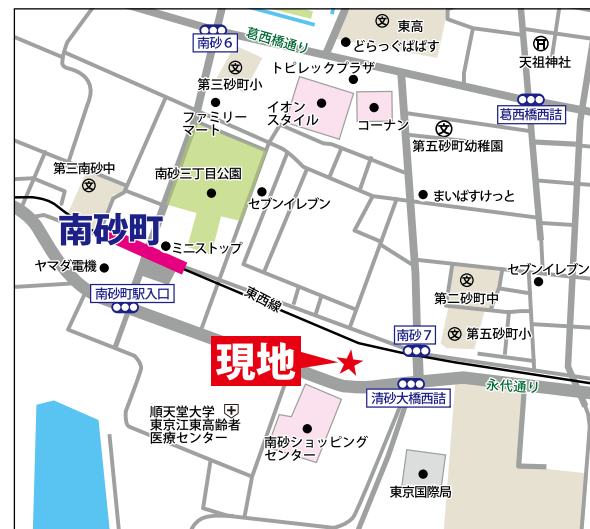 東高
南砂6
葛西橋通り
どらっぐぱぱす
天祖神社
トピレックプラザ
第三砂町小
ファミリー
マート
イオン
スタイル
コーナン
葛西橋西詰
第五砂町幼稚園
第三南砂中
南砂三丁目公園
セブンイレブン
まいばすけっと
南砂町
ミニストップ
ヤマダ電機
南砂町駅入口
東西線
第二砂町中
セブンイレブン
南砂7
第五砂町小
現地
清砂大橋西詰
永代通り
順天堂大学
東京江東高齢者
医療センター
南砂ショッピング
センター
東京国際局